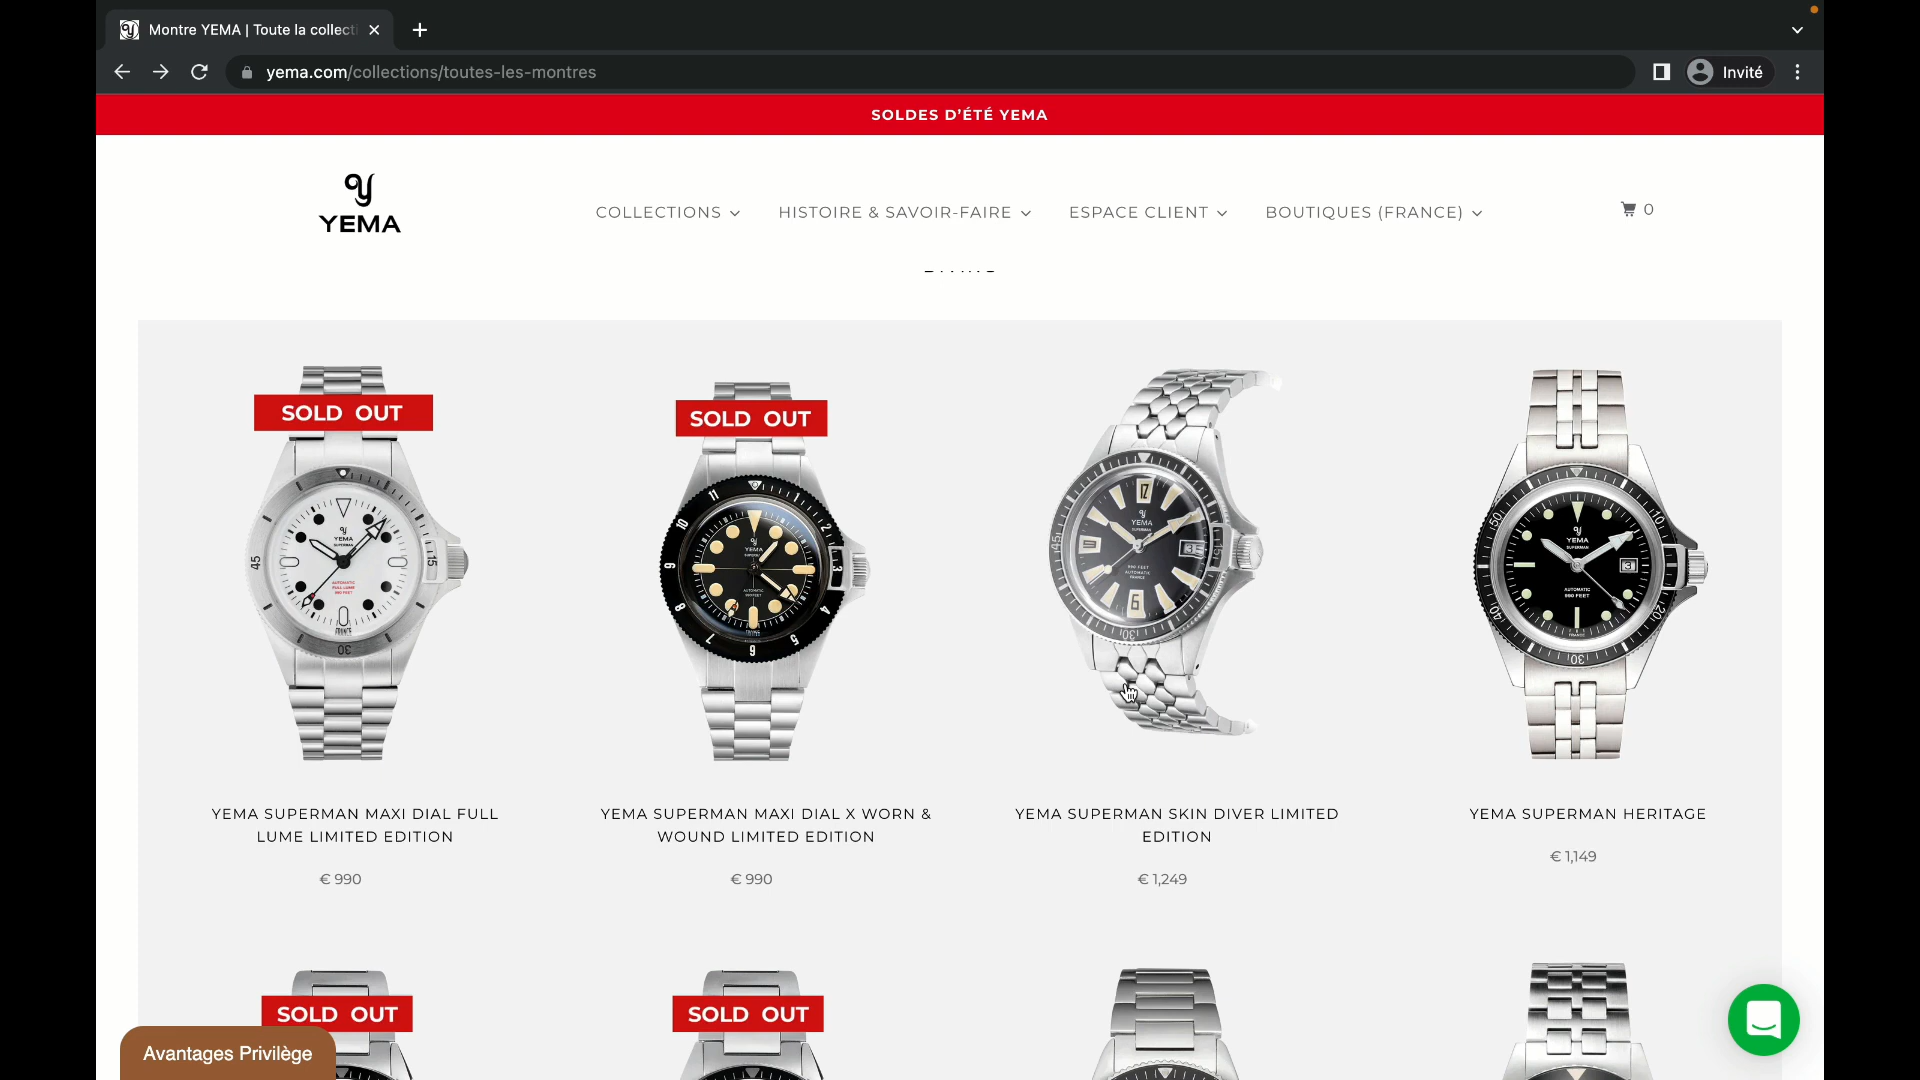 Montre YEMA | Toute la collecti
yema.com/collections/toutes-les-montres
Invité
SOLDES D'ÉTÉ YEMA
YEMA
COLLECTIONS
HISTOIRE & SAVOIR-FAIRE
ESPACE CLIENT
BOUTIQUES (FRANCE)
0
SOLD OUT
SOLD OUT
YEMA SUPERMAN MAXI DIAL FULL
LUME LIMITED EDITION
€ 990
YEMA SUPERMAN MAXI DIAL X WORN &
WOUND LIMITED EDITION
€ 990
YEMA SUPERMAN SKIN DIVER LIMITED
EDITION
€ 1,249
YEMA SUPERMAN HERITAGE
€ 1,149
SOLD OUT
SOLD OUT
Avantages Privilège